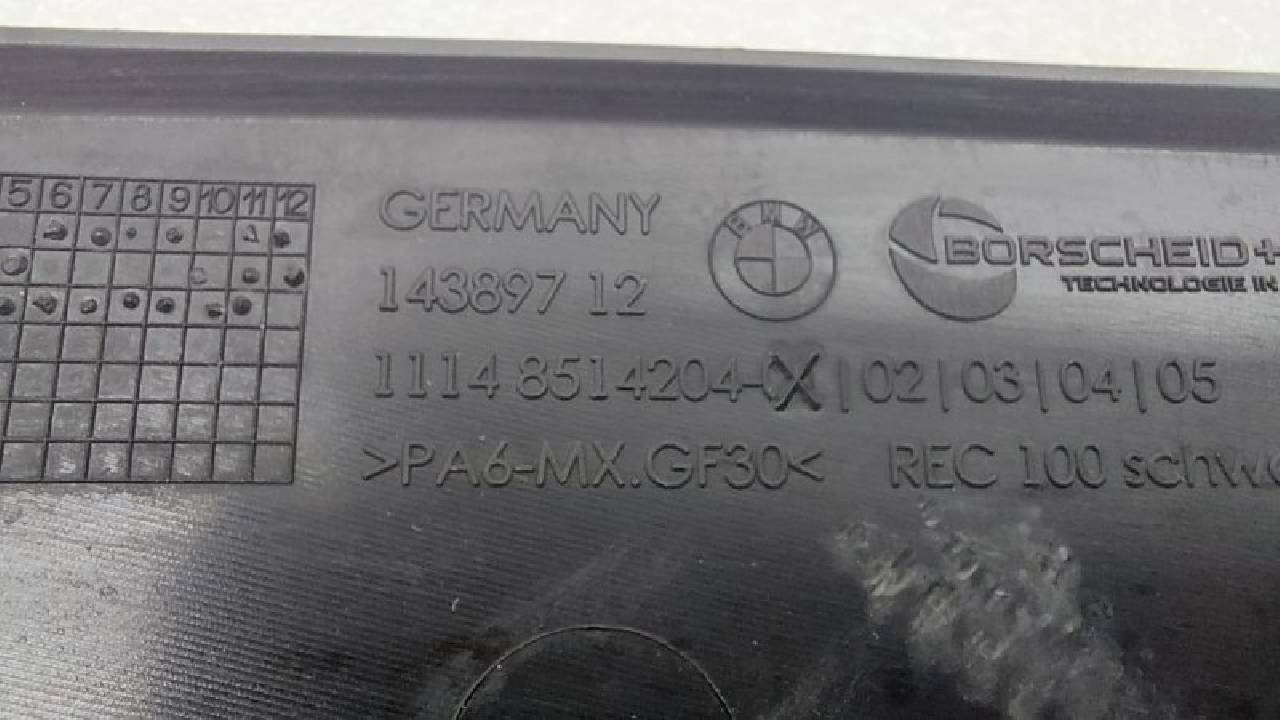 5 6 7 8 9 10 11 12
GERMANY
BMW
BORSCHEID+
TECHNOLOGIE IN
143897 12
1114 8514204-0X | 02 | 03 | 04 | 05
>PA6-MX.GF30< REC 100